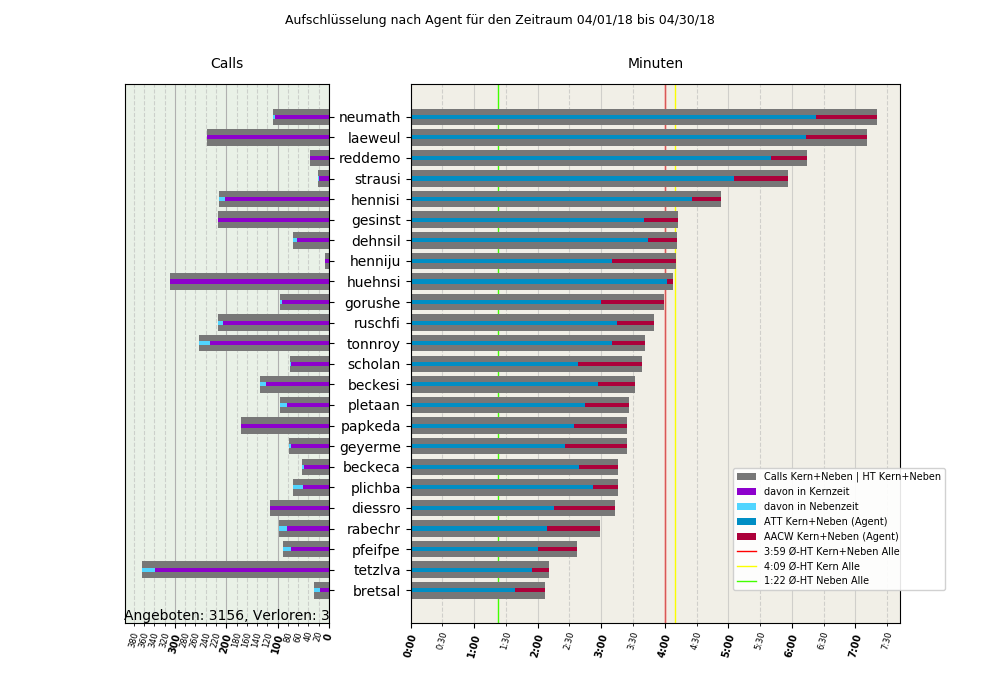 Aufschlüsselung nach Agent für den Zeitraum 04/01/18 bis 04/30/18
Calls
Minuten
neumath
laeweul
reddemo
strausi
hennisi
gesinst
dehnsil
henniju
huehnsi
gorushe
ruschfi
tonnroy
scholan
beckesi
pletaan
papkeda
geyerme
beckeca
plichba
diessro
rabechr
pfeifpe
tetzlva
bretsal
Calls Kern+Neben | HT Kern+Neben
davon in Kernzeit
davon in Nebenzeit
ATT Kern+Neben (Agent)
AACW Kern+Neben (Agent)
3:59 Ø-HT Kern+Neben Alle
4:09 Ø-HT Kern Alle
1:22 Ø-HT Neben Alle
Angeboten: 3156, Verloren: 3
380 360 340 320 300 280 260 240 220 200 180 160 140 120 100 80 60 40 20 0
0:00 0:30 1:00 1:30 2:00 2:30 3:00 3:30 4:00 4:30 5:00 5:30 6:00 6:30 7:00 7:30